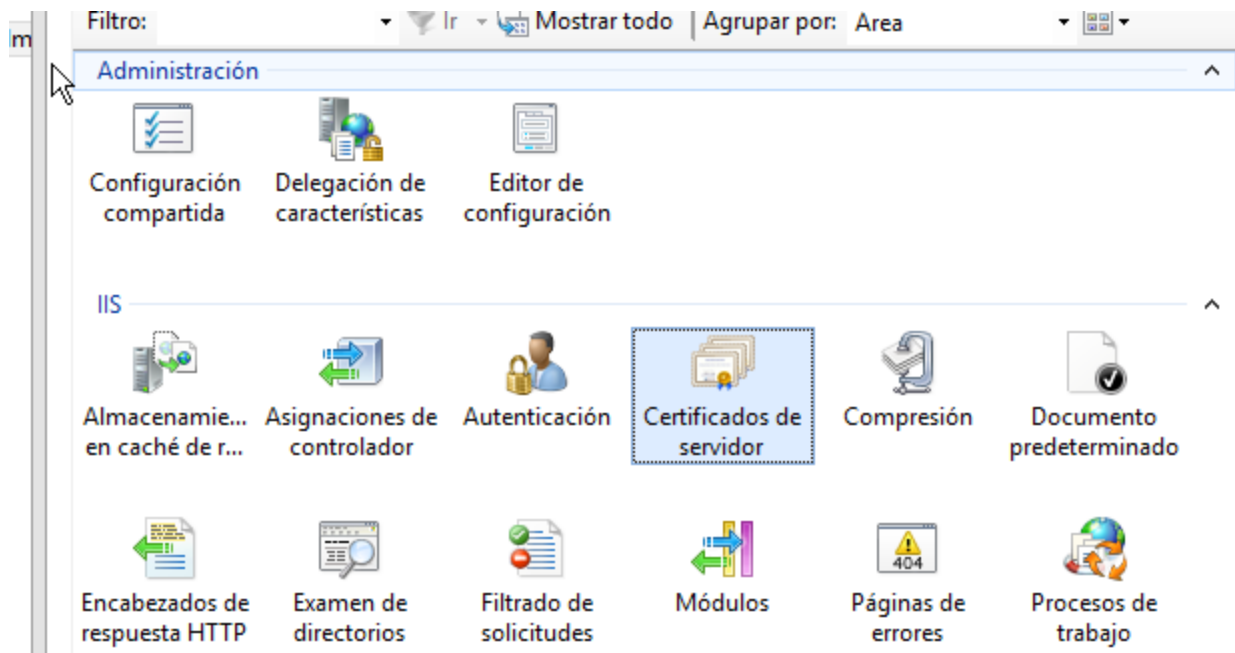 Filtro:
Ir
Mostrar todo
Agrupar por:
Area
Im
Administración
Configuración
compartida
Delegación de
características
Editor de
configuración
IIS
Almacenamie...
en caché de r...
Asignaciones de
controlador
Autenticación
Certificados de
servidor
Compresión
Documento
predeterminado
Encabezados de
respuesta HTTP
Examen de
directorios
Filtrado de
solicitudes
Módulos
404
Páginas de
errores
Procesos de
trabajo